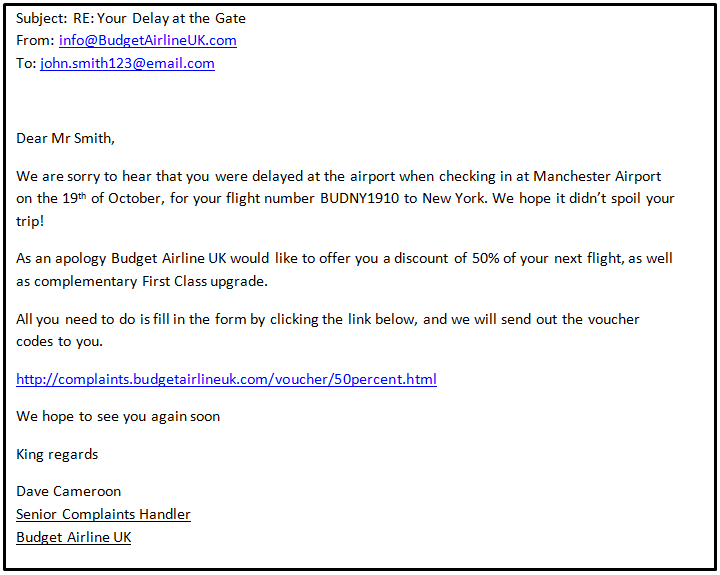 Subject: RE: Your Delay at the Gate
From: info@BudgetAirlineUK.com
To: john.smith123@email.com
Dear Mr Smith,
We are sorry to hear that you were delayed at the airport when checking in at Manchester Airport
on the 19th of October, for your flight number BUDNY1910 to New York. We hope it didn’t spoil your
trip!
As an apology Budget Airline UK would like to offer you a discount of 50% of your next flight, as well
as complementary First Class upgrade.
All you need to do is fill in the form by clicking the link below, and we will send out the voucher
codes to you.
http://complaints.budgetairlineuk.com/voucher/50percent.html
We hope to see you again soon
King regards
Dave Cameroon
Senior Complaints Handler
Budget Airline UK